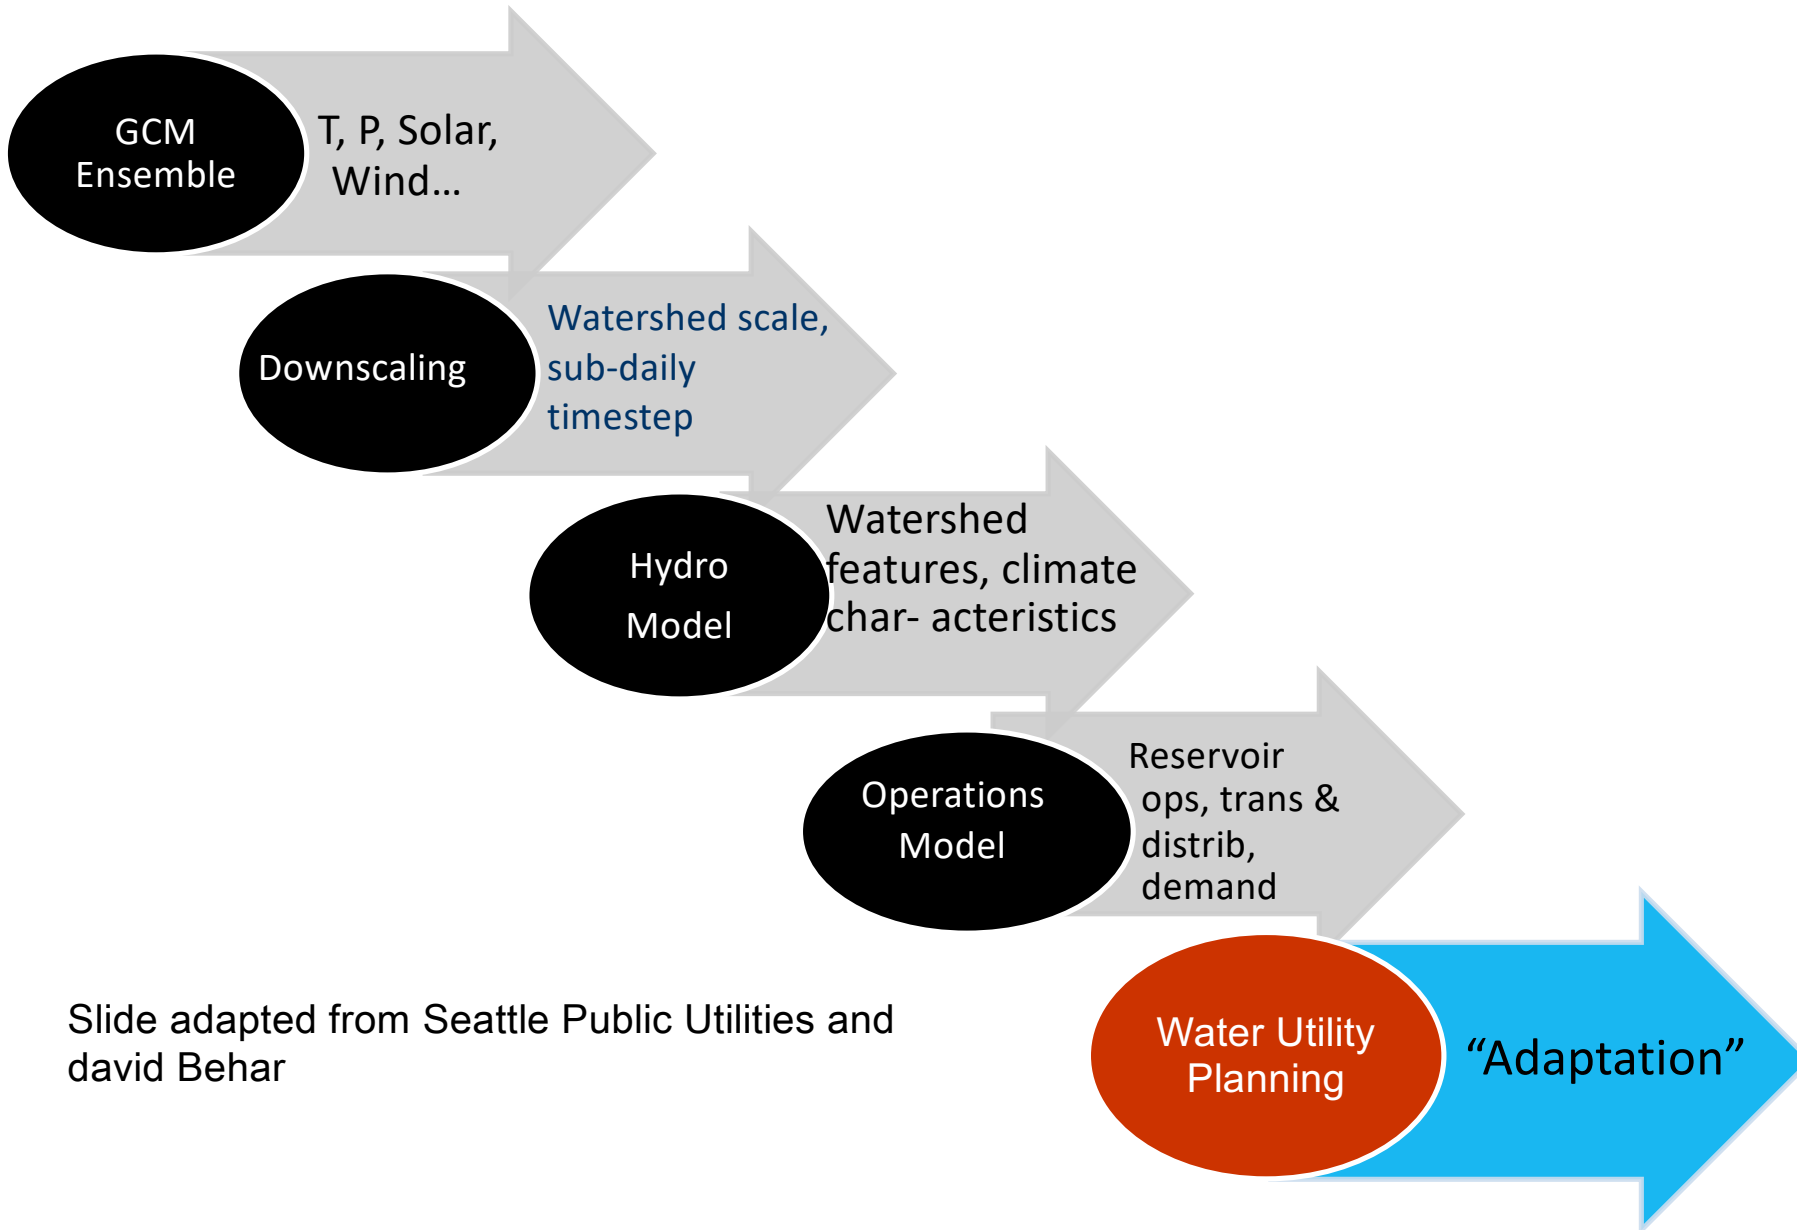 GCM
Ensemble
T, P, Solar,
Wind...
Downscaling
Watershed scale,
sub-daily
timestep
Hydro
Model
Watershed
features, climate
char- acteristics
Operations
Model
Reservoir
ops, trans &
distrib,
demand
Water Utility
Planning
“Adaptation”
Slide adapted from Seattle Public Utilities and
david Behar